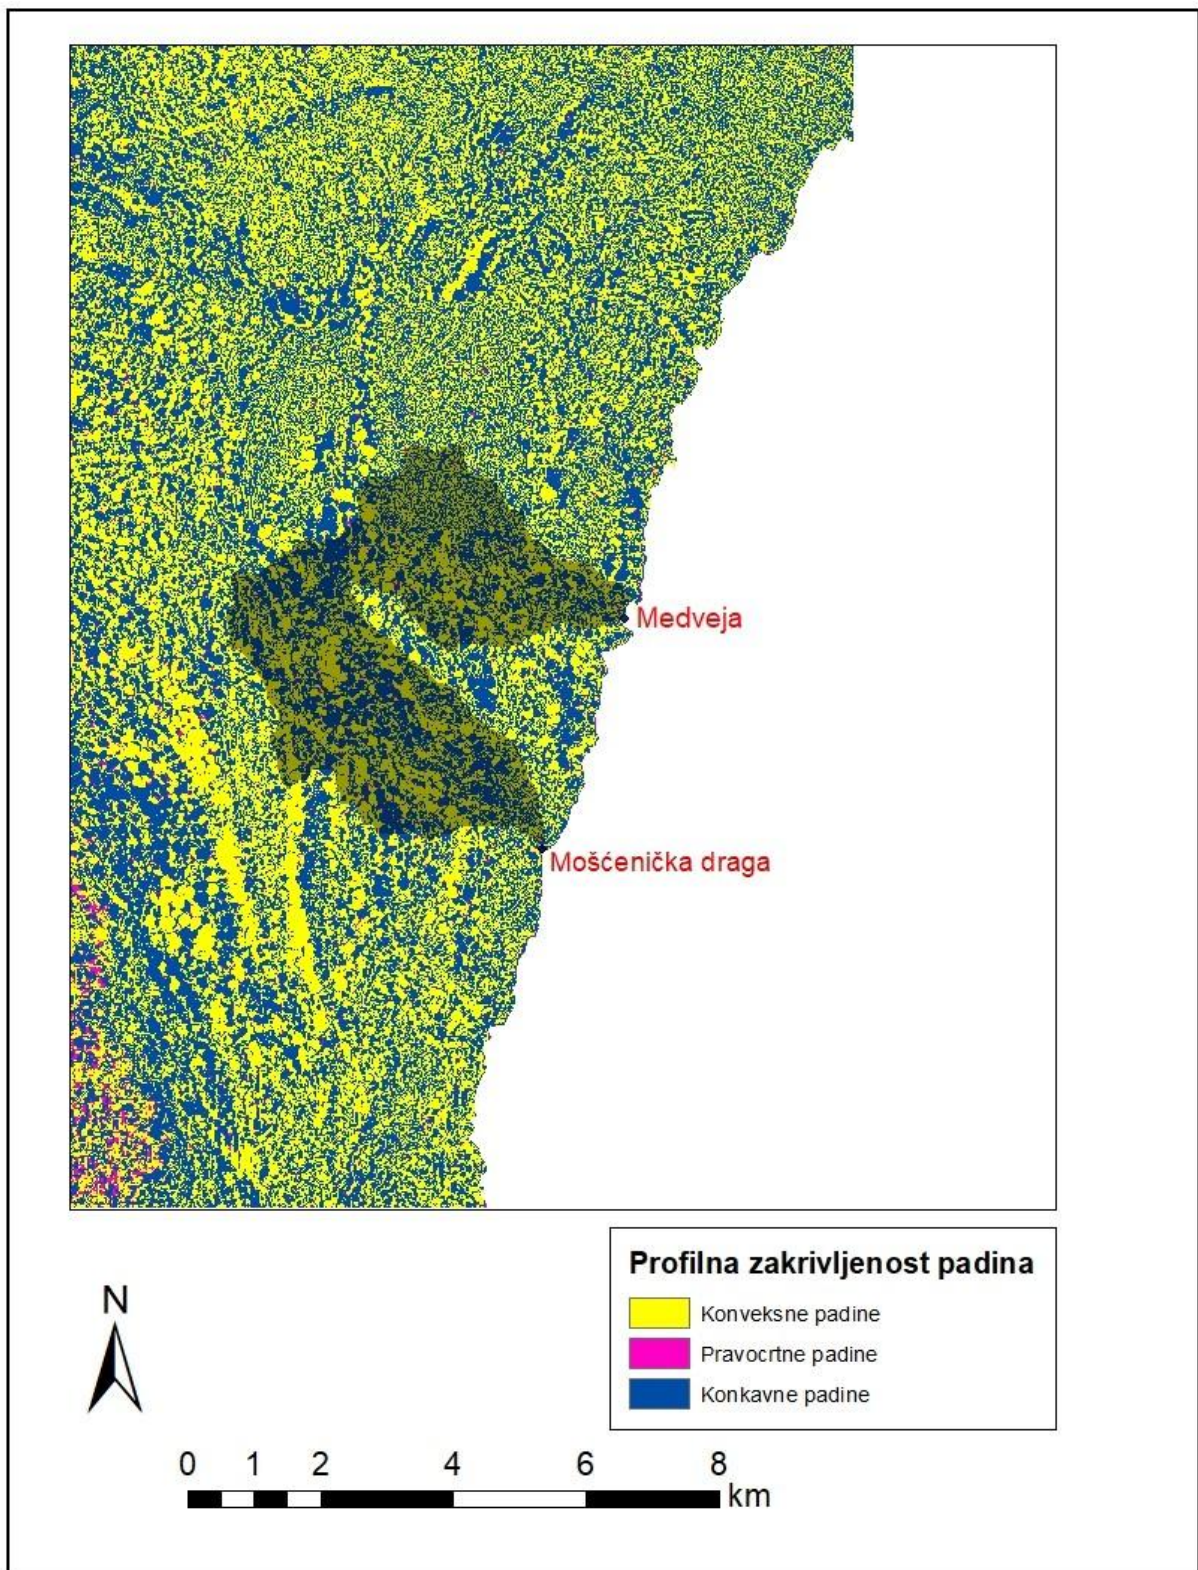 Medveja
Mošćenička draga
Profilna zakrivljenost padina
Konveksne padine
Pravocrtne padine
Konkavne padine
N
0 1 2 4 6 8
km